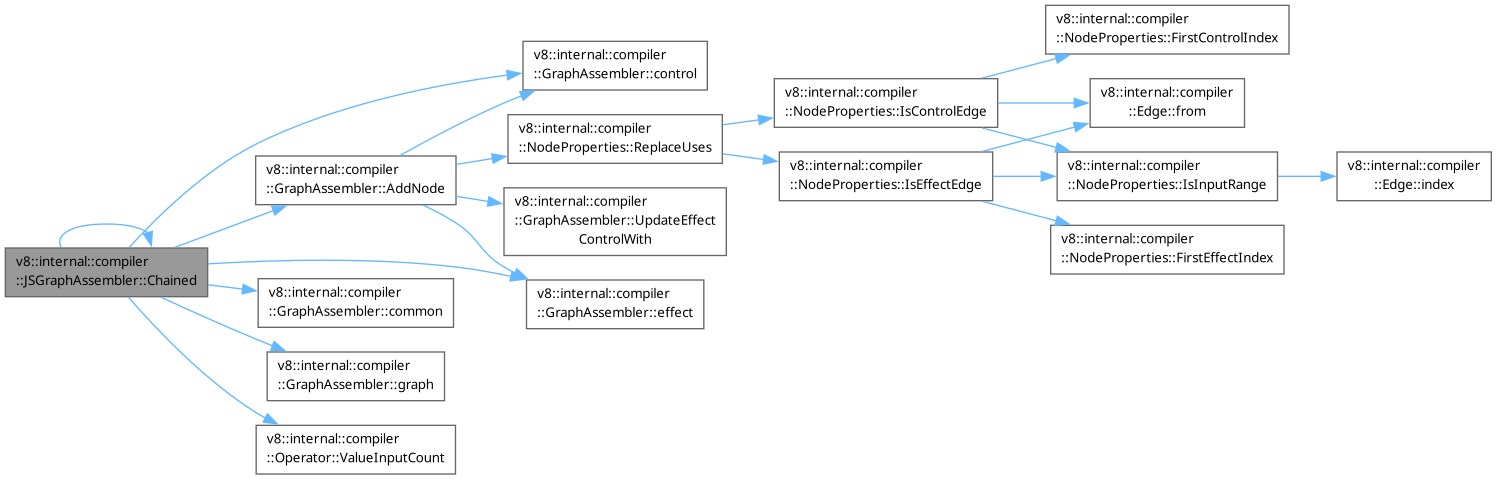 v8::internal::compiler
::JSGraphAssembler::Chained
v8::internal::compiler
::GraphAssembler::AddNode
v8::internal::compiler
::GraphAssembler::common
v8::internal::compiler
::GraphAssembler::graph
v8::internal::compiler
::Operator::ValueInputCount
v8::internal::compiler
::GraphAssembler::control
v8::internal::compiler
::NodeProperties::ReplaceUses
v8::internal::compiler
::GraphAssembler::UpdateEffect
ControlWith
v8::internal::compiler
::GraphAssembler::effect
v8::internal::compiler
::NodeProperties::IsControlEdge
v8::internal::compiler
::NodeProperties::IsEffectEdge
v8::internal::compiler
::NodeProperties::FirstControlIndex
v8::internal::compiler
::Edge::from
v8::internal::compiler
::NodeProperties::IsInputRange
v8::internal::compiler
::NodeProperties::FirstEffectIndex
v8::internal::compiler
::Edge::index